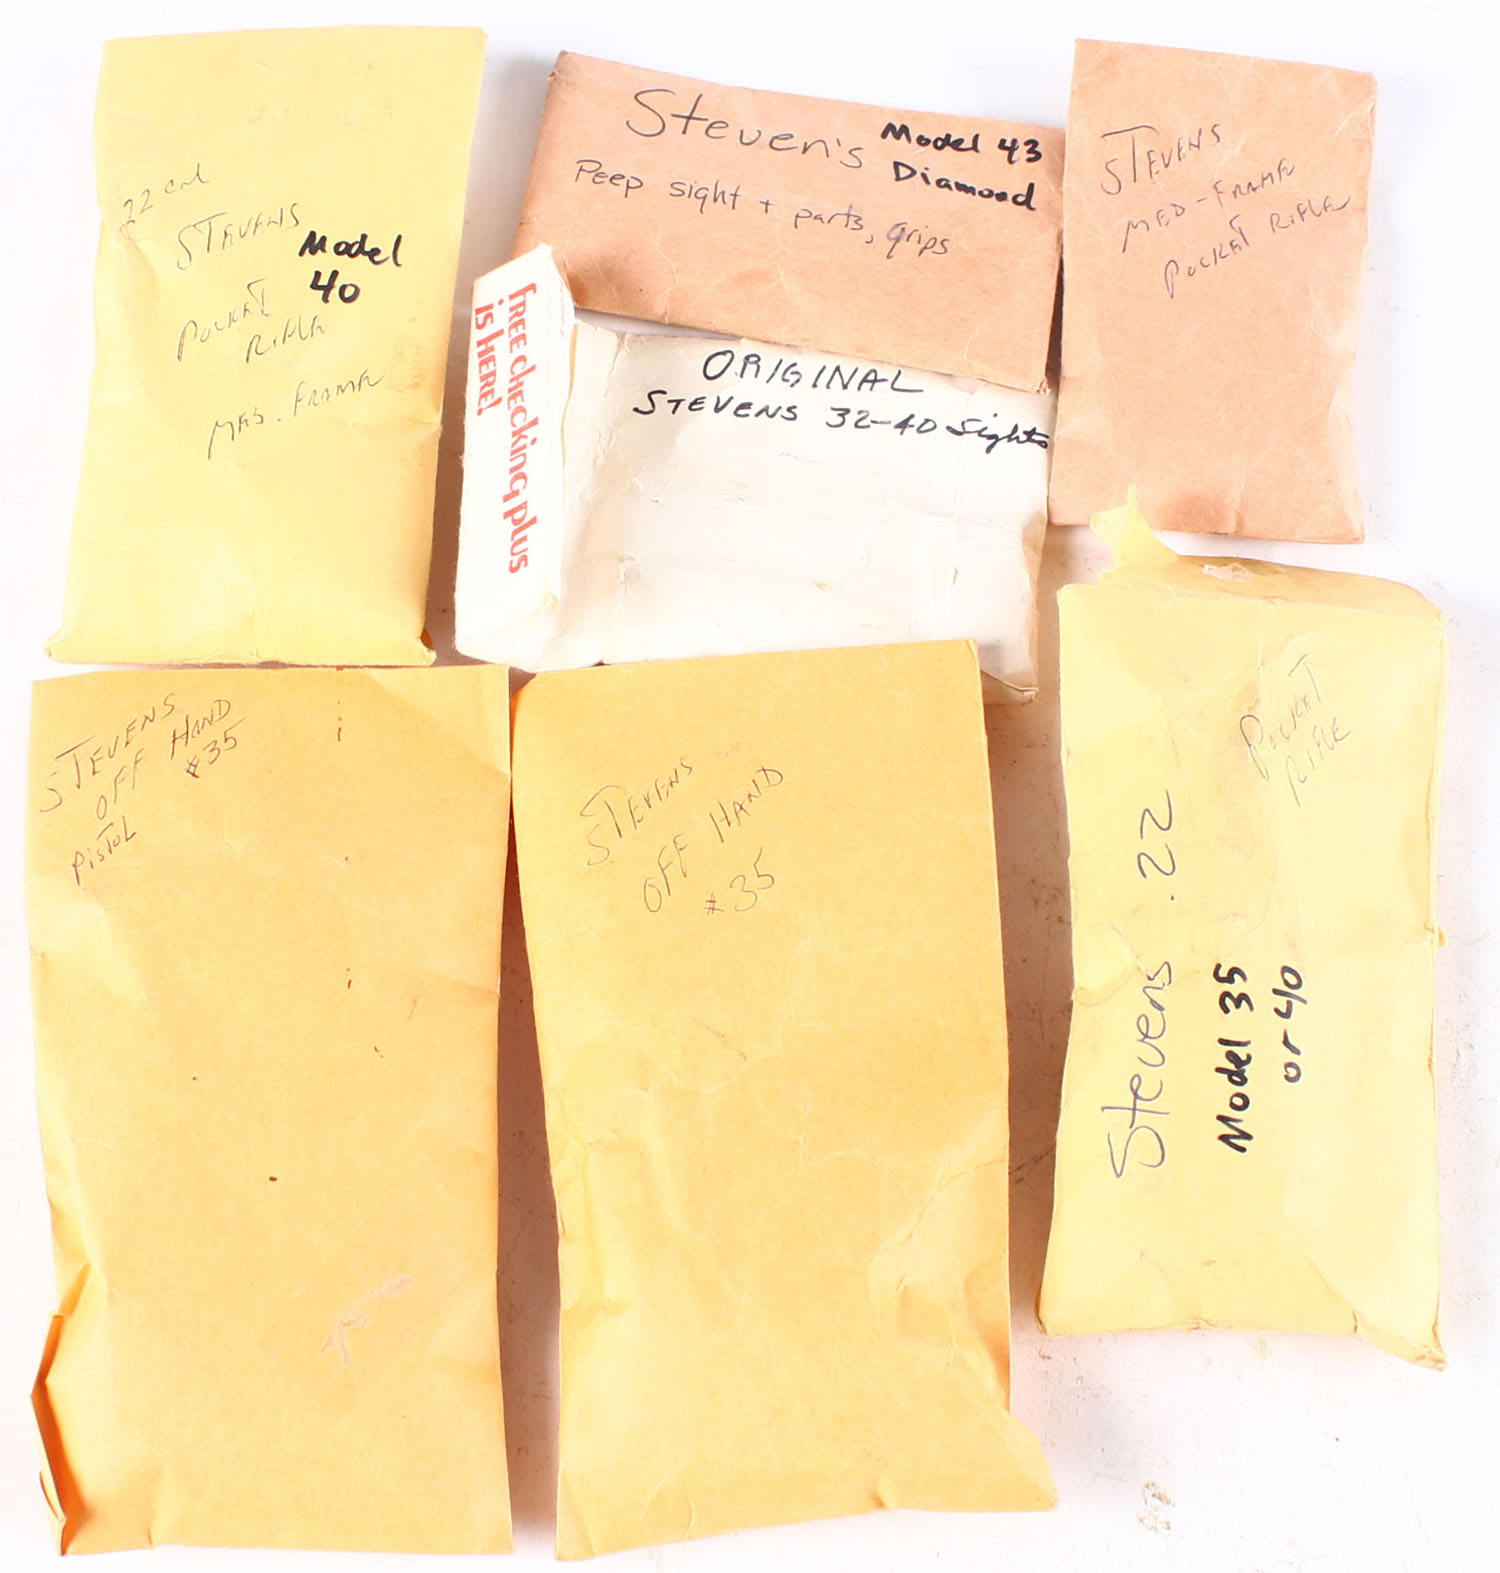 22 cal
STEVENS
Model
40
POCKET
RIFLE
MED. FRAME
Steven's
Model 43
Diamond
Peep sight + parts, grips
STEVENS
MED-FRAME
POCKET RIFLE
FREE checking plus
is HERE!
ORIGINAL
STEVENS 32-40 Sights
STEVENS
OFF HAND
#35
PISTOL
STEVENS
OFF HAND
#35
POCKET
RIFLE
Stevens .22
Model 35
or 40